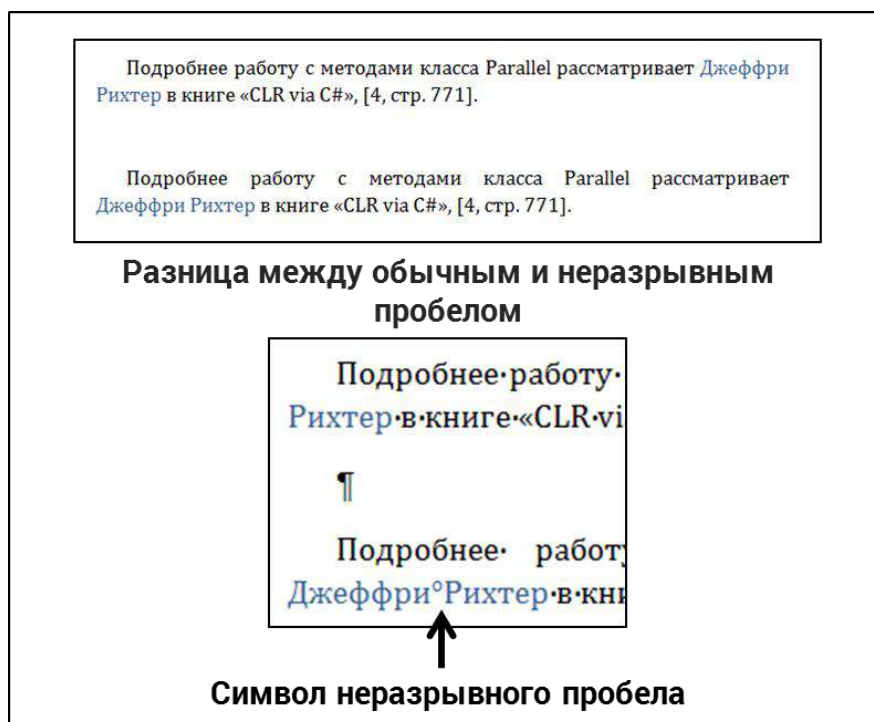 Подробнее работу с методами класса Parallel рассматривает Джеффри
Рихтер в книге «CLR via C#», [4, стр. 771].
Подробнее работу с методами класса Parallel рассматривает
Джеффри Рихтер в книге «CLR via C#», [4, стр. 771].
Разница между обычным и неразрывным
пробелом
Подробнее·работу·
Рихтер·в·книге·«CLR·vi
¶
Подробнее· работу
Джеффри°Рихтер·в·кни
Символ неразрывного пробела